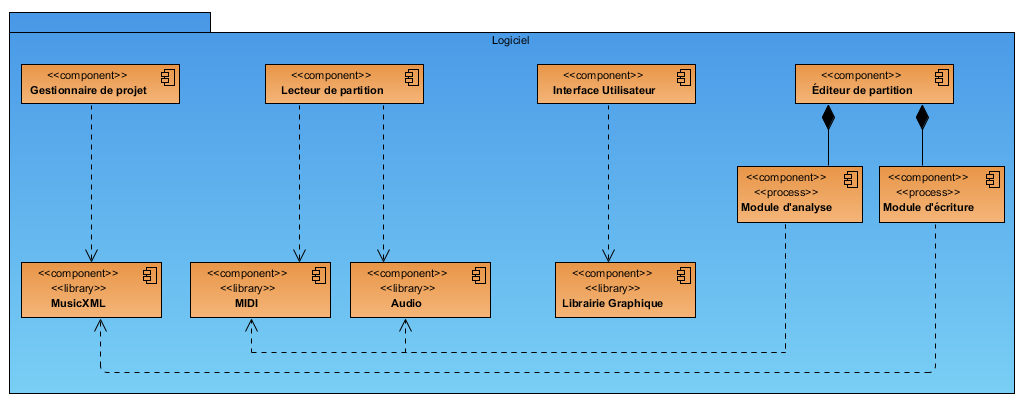 Logiciel
<<component>>
Gestionnaire de projet
<<component>>
Lecteur de partition
<<component>>
Interface Utilisateur
<<component>>
Éditeur de partition
<<component>>
<<process>>
Module d'analyse
<<component>>
<<process>>
Module d'écriture
<<component>>
<<library>>
MusicXML
<<component>>
<<library>>
MIDI
<<component>>
<<library>>
Audio
<<component>>
<<library>>
Librairie Graphique